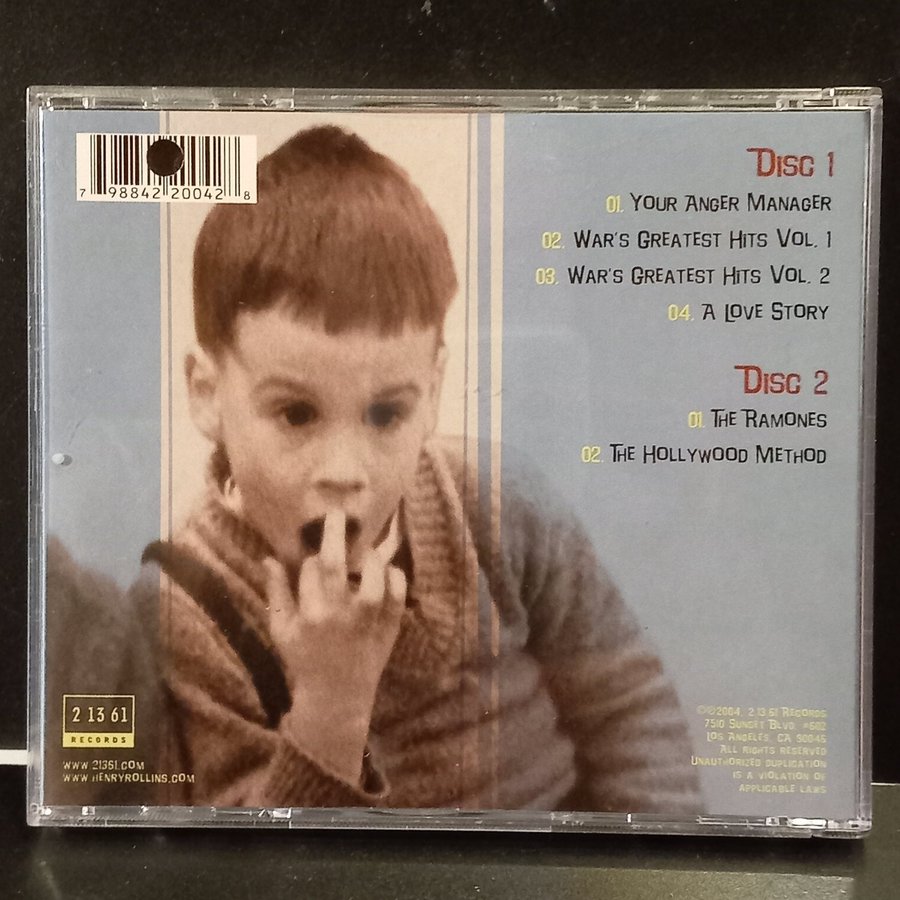 7 98842 20042 8
Disc 1
01. Your Anger Manager
02. War's Greatest Hits Vol. 1
03. War's Greatest Hits Vol. 2
04. A Love Story
Disc 2
01. The Ramones
02. The Hollywood Method
2 13 61
RECORDS
www.21361.com
www.henryrollins.com
©℗2004, 2.13.61 Records
7510 Sunset Blvd. #602
Los Angeles, CA 90046
All rights reserved
Unauthorized duplication
is a violation of
applicable laws